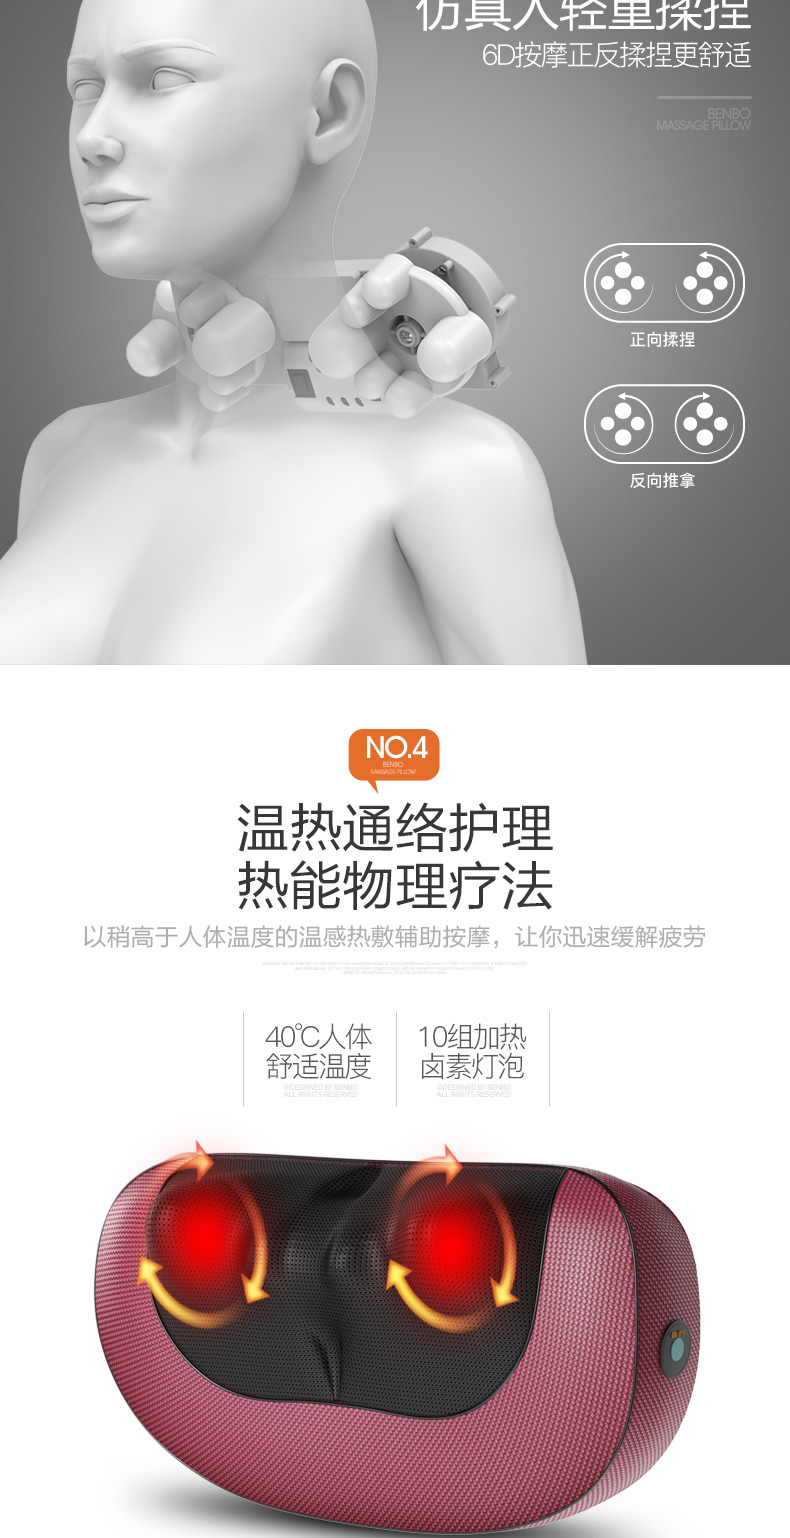 仿真人轻重揉捏
6D按摩正反揉捏更舒适
BENBO
MASSAGE PILLOW
正向揉捏
反向推拿
NO.4
BENBO
MASSAGE PILLOW
温热通络护理
热能物理疗法
以稍高于人体温度的温感热敷辅助按摩，让你迅速缓解疲劳
40℃人体
舒适温度
©DESIGNED BY BENBO
ALL RIGHTS RESERVED
10组加热
卤素灯泡
©DESIGNED BY BENBO
ALL RIGHTS RESERVED